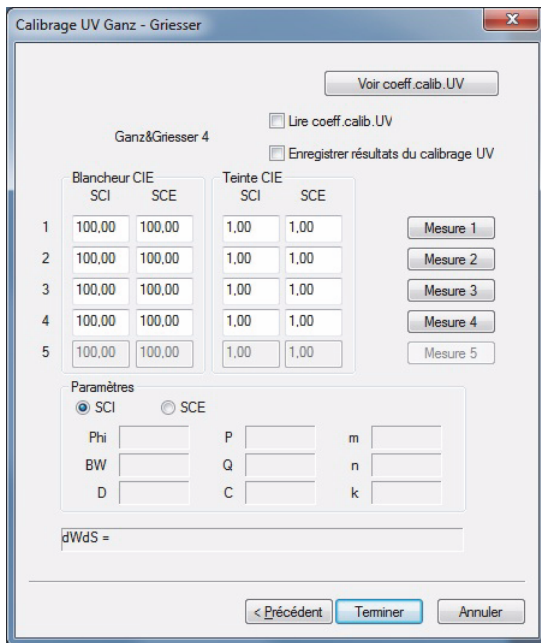 Calibrage UV Ganz - Griesser
Voir coeff.calib.UV
Lire coeff.calib.UV
Ganz&Griesser 4
Enregistrer résultats du calibrage UV
Blancheur CIE Teinte CIE
SCI SCE SCI SCE
1 100,00 100,00 1,00 1,00 Mesure 1
2 100,00 100,00 1,00 1,00 Mesure 2
3 100,00 100,00 1,00 1,00 Mesure 3
4 100,00 100,00 1,00 1,00 Mesure 4
5 100,00 100,00 1,00 1,00 Mesure 5
Paramètres
SCI SCE
Phi P m
BW Q n
D C k
dWdS =
< Précédent Terminer Annuler